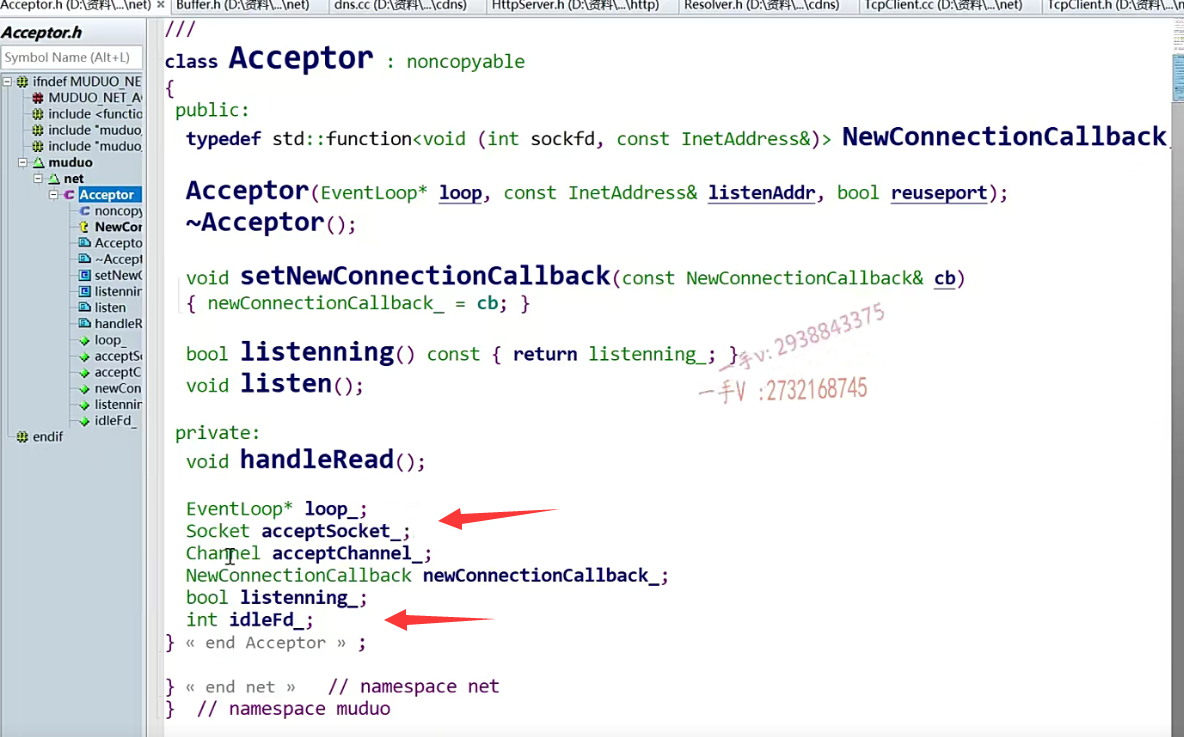 Acceptor.h (D:\资料\...\net) × Buffer.h (D:\资料\...\net) dns.cc (D:\资料\...\cdns) HttpServer.h (D:\资料\...\http) Resolver.h (D:\资料\...\cdns) TcpClient.cc (D:\资料\...\net) TcpClient.h (D:\资料\...\n
Acceptor.h
Symbol Name (Alt+L)
ifndef MUDUO_NE
MUDUO_NET_A
include <functio
include "muduo_
include "muduo_
muduo
net
Acceptor
noncopy
NewCor
Accepto
~Accept
setNewC
listennin
listen
handleR
loop_
acceptSo
acceptC
newCon
listennin
idleFd_
endif
///
class Acceptor : noncopyable
{
public:
typedef std::function<void (int sockfd, const InetAddress&)> NewConnectionCallback
Acceptor(EventLoop* loop, const InetAddress& listenAddr, bool reuseport);
~Acceptor();
void setNewConnectionCallback(const NewConnectionCallback& cb)
{ newConnectionCallback_ = cb; }
bool listenning() const { return listenning_; }
一手v:2938843375
void listen();
一手V :2732168745
private:
void handleRead();
EventLoop* loop_;
Socket acceptSocket_;
Channel acceptChannel_;
NewConnectionCallback newConnectionCallback_;
bool listenning_;
int idleFd_;
} « end Acceptor » ;
} « end net » // namespace net
} // namespace muduo